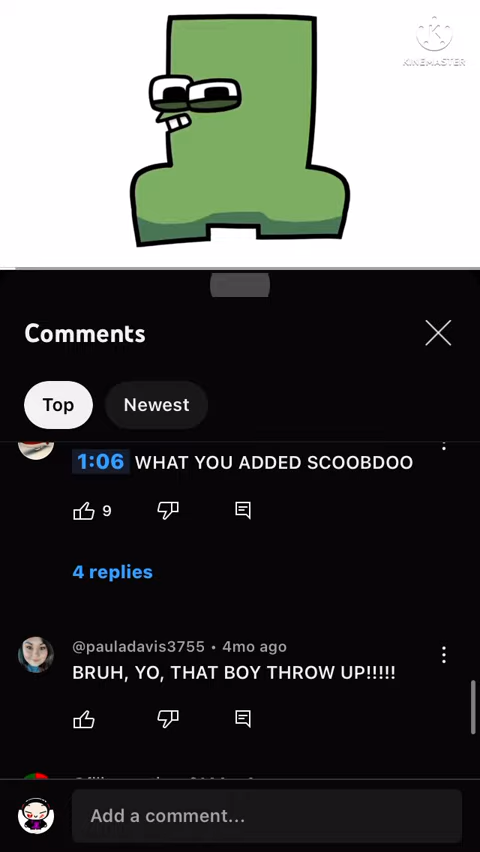 KINEMASTER
Comments
Top
Newest
1:06 WHAT YOU ADDED SCOOBDOO
9
4 replies
@pauladavis3755 • 4mo ago
BRUH, YO, THAT BOY THROW UP!!!!!
Add a comment...